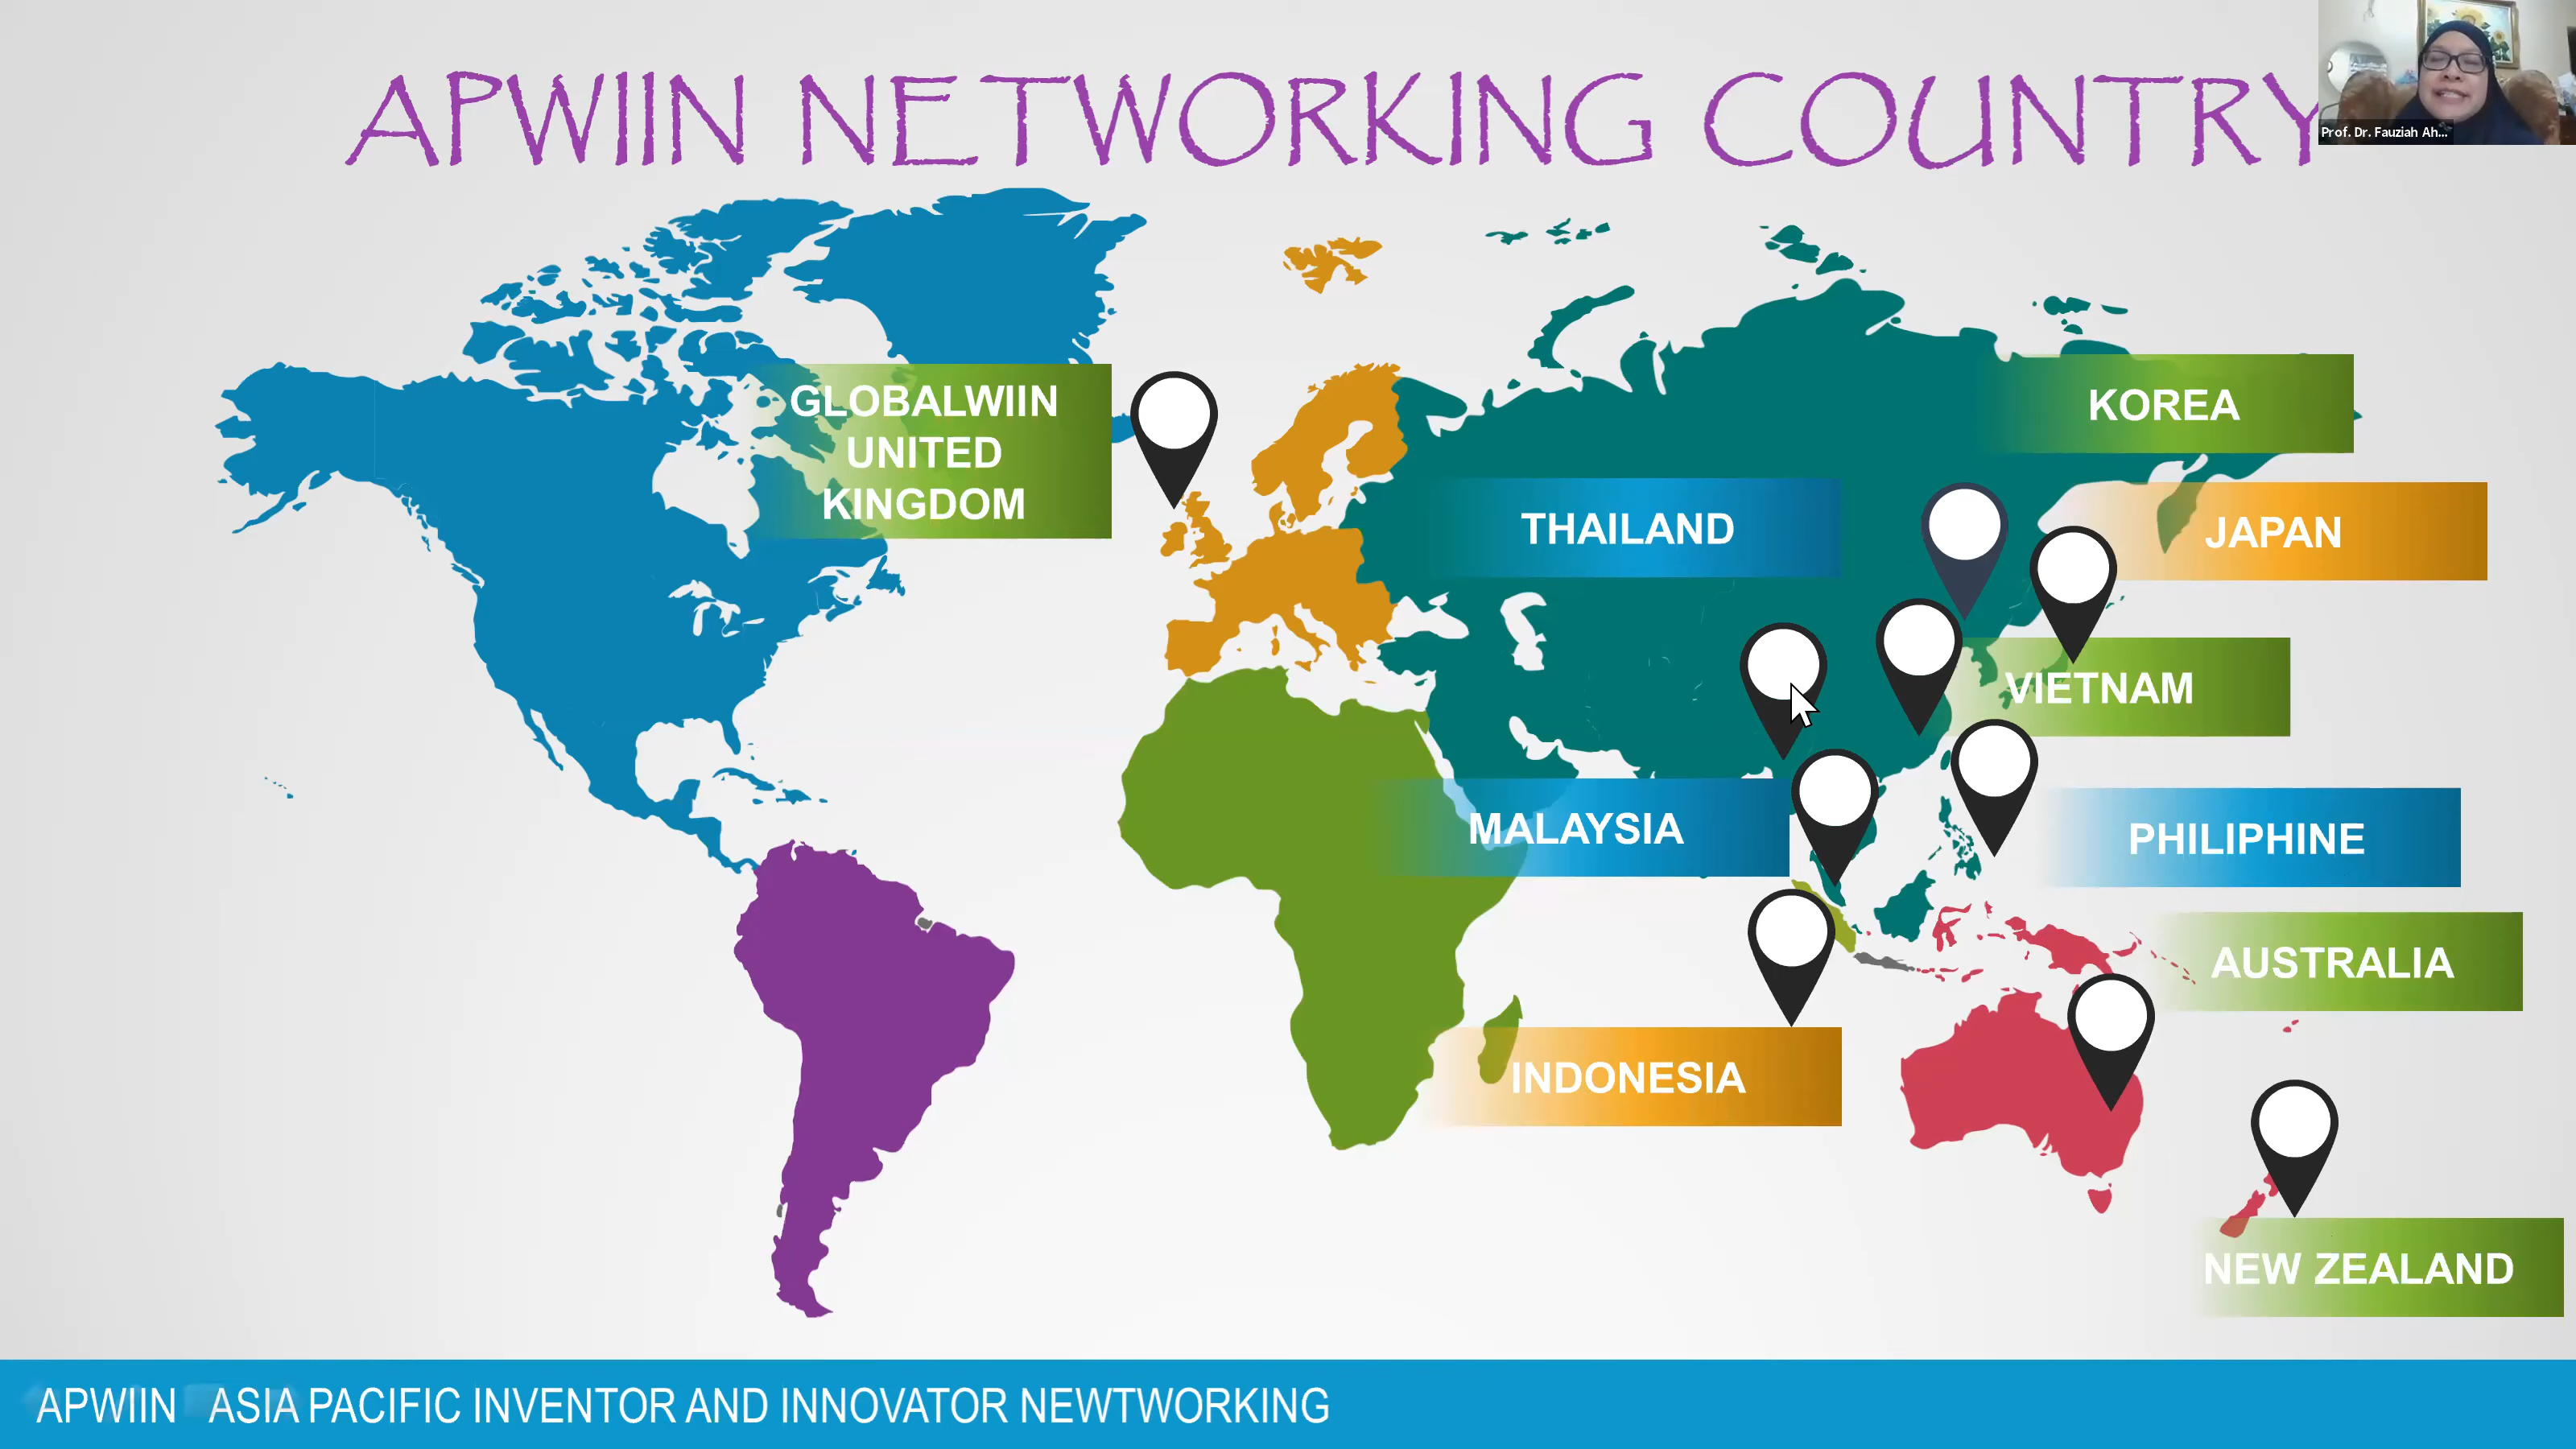 APWIIN NETWORKING COUNTRY
Prof. Dr. Fauziah Ah...
GLOBALWIIN
UNITED
KINGDOM
KOREA
THAILAND
JAPAN
VIETNAM
MALAYSIA
PHILIPHINE
AUSTRALIA
INDONESIA
NEW ZEALAND
APWIIN ASIA PACIFIC INVENTOR AND INNOVATOR NEWTWORKING